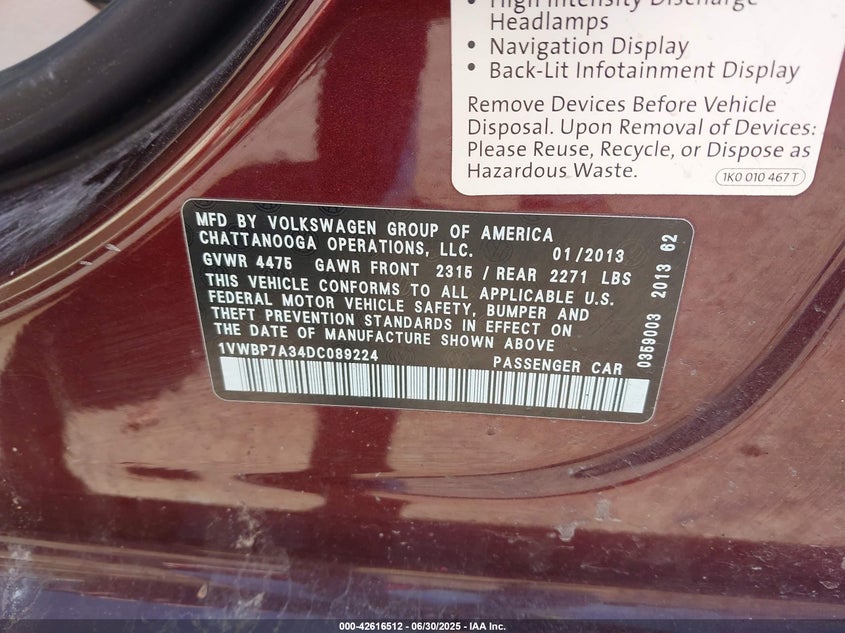 • High Intensity Discharge
Headlamps
• Navigation Display
• Back-Lit Infotainment Display
Remove Devices Before Vehicle
Disposal. Upon Removal of Devices:
Please Reuse, Recycle, or Dispose as
Hazardous Waste.
1K0 010 467 T
MFD BY VOLKSWAGEN GROUP OF AMERICA
CHATTANOOGA OPERATIONS, LLC. 01/2013
GVWR 4475 GAWR FRONT 2315 / REAR 2271 LBS
THIS VEHICLE CONFORMS TO ALL APPLICABLE U.S.
FEDERAL MOTOR VEHICLE SAFETY, BUMPER AND
THEFT PREVENTION STANDARDS IN EFFECT ON
THE DATE OF MANUFACTURE SHOWN ABOVE
1VWBP7A34DC089224 PASSENGER CAR
0359003 2013 62
000-42616512 - 06/30/2025 - IAA Inc.